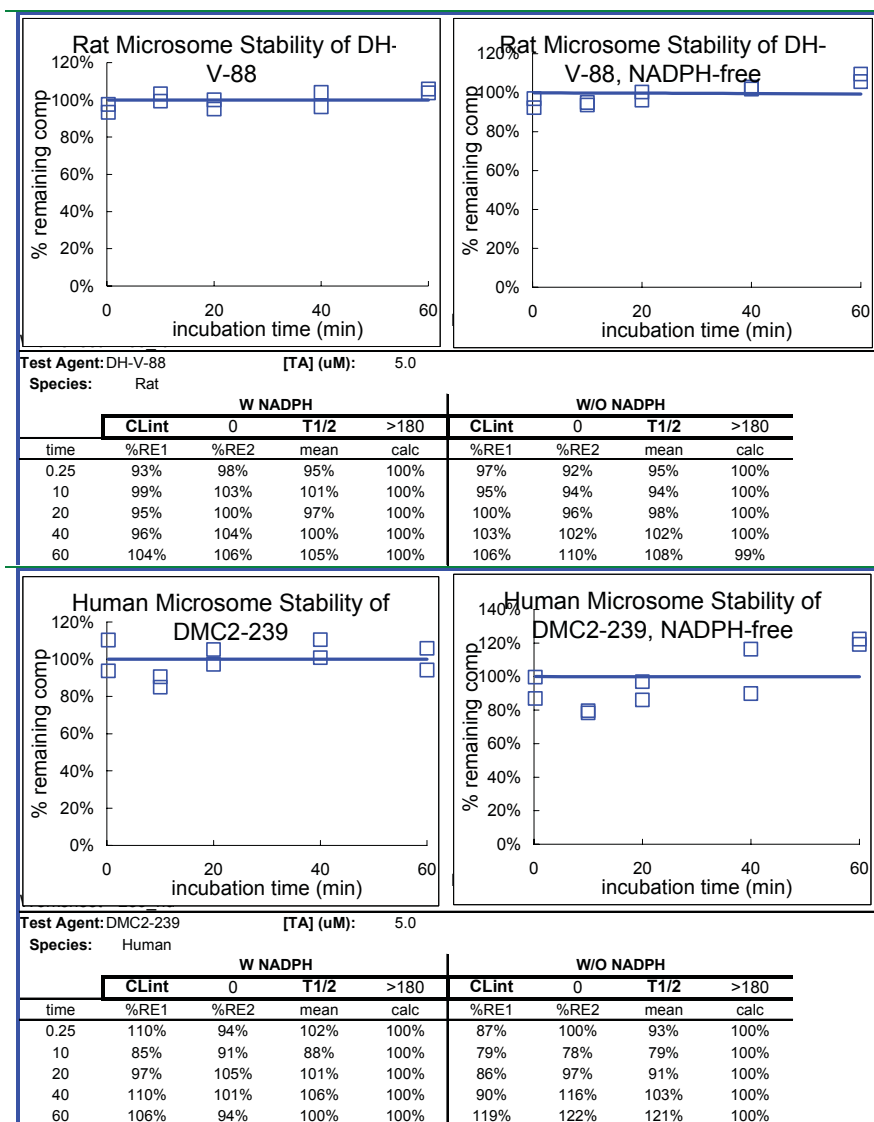 Rat Microsome Stability of DH-
V-88
120%
100%
80%
60%
40%
20%
0%
% remaining comp
0 20 40 60
incubation time (min)
Rat Microsome Stability of DH-
V-88, NADPH-free
120%
100%
80%
60%
40%
20%
0%
% remaining comp
0 20 40 60
incubation time (min)
Test Agent: DH-V-88 [TA] (uM): 5.0
Species: Rat
W NADPH W/O NADPH
CLint 0 T1/2 >180 CLint 0 T1/2 >180
time %RE1 %RE2 mean calc %RE1 %RE2 mean calc
0.25 93% 98% 95% 100% 97% 92% 95% 100%
10 99% 103% 101% 100% 95% 94% 94% 100%
20 95% 100% 97% 100% 100% 96% 98% 100%
40 96% 104% 100% 100% 103% 102% 102% 100%
60 104% 106% 105% 100% 106% 110% 108% 99%
Human Microsome Stability of
DMC2-239
120%
100%
80%
60%
40%
20%
0%
% remaining comp
0 20 40 60
incubation time (min)
Human Microsome Stability of
DMC2-239, NADPH-free
140%
120%
100%
80%
60%
40%
20%
0%
% remaining comp
0 20 40 60
incubation time (min)
Test Agent: DMC2-239 [TA] (uM): 5.0
Species: Human
W NADPH W/O NADPH
CLint 0 T1/2 >180 CLint 0 T1/2 >180
time %RE1 %RE2 mean calc %RE1 %RE2 mean calc
0.25 110% 94% 102% 100% 87% 100% 93% 100%
10 85% 91% 88% 100% 79% 78% 79% 100%
20 97% 105% 101% 100% 86% 97% 91% 100%
40 110% 101% 106% 100% 90% 116% 103% 100%
60 106% 94% 100% 100% 119% 122% 121% 100%